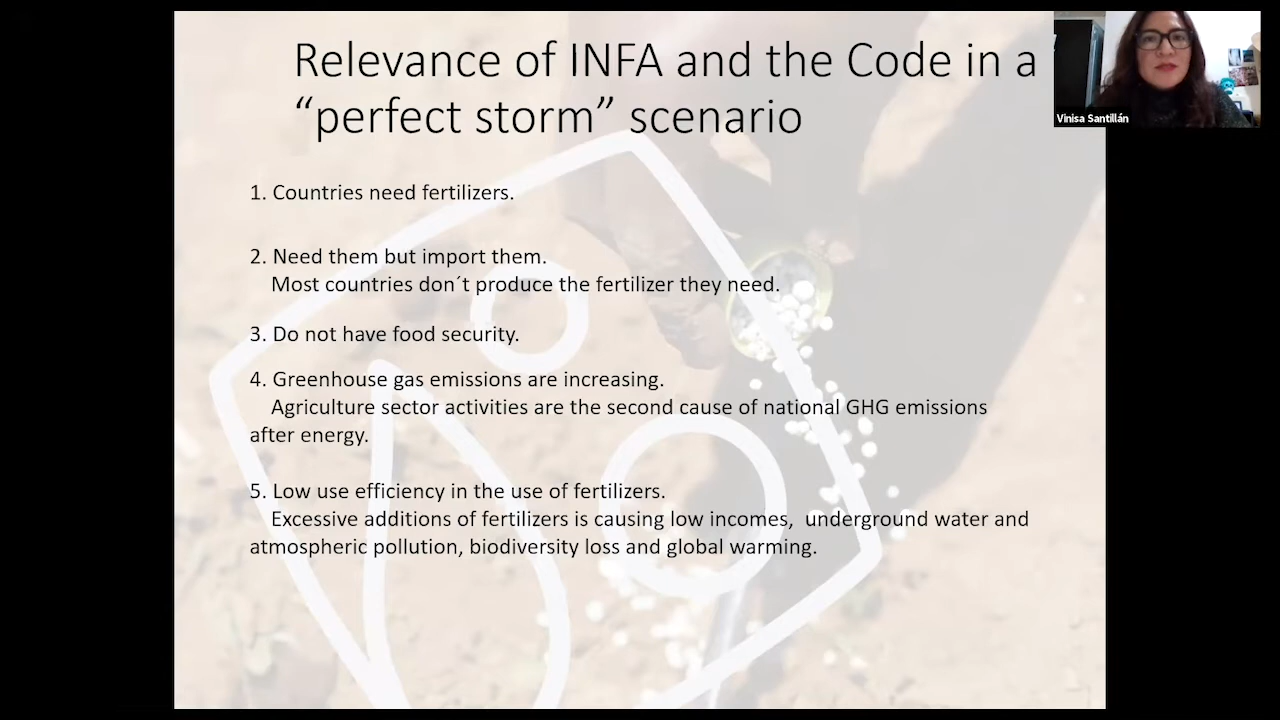 Relevance of INFA and the Code in a
“perfect storm” scenario
Vinisa Santillán
1. Countries need fertilizers.
2. Need them but import them.
Most countries don´t produce the fertilizer they need.
3. Do not have food security.
4. Greenhouse gas emissions are increasing.
Agriculture sector activities are the second cause of national GHG emissions
after energy.
5. Low use efficiency in the use of fertilizers.
Excessive additions of fertilizers is causing low incomes,  underground water and
atmospheric pollution, biodiversity loss and global warming.